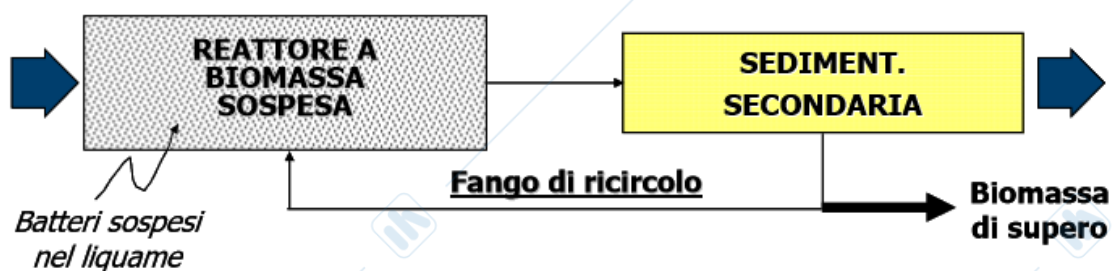 REATTORE A
BIOMASSA
SOSPESA
SEDIMENT.
SECONDARIA
Fango di ricircolo
Biomassa
di supero
Batteri sospesi
nel liquame